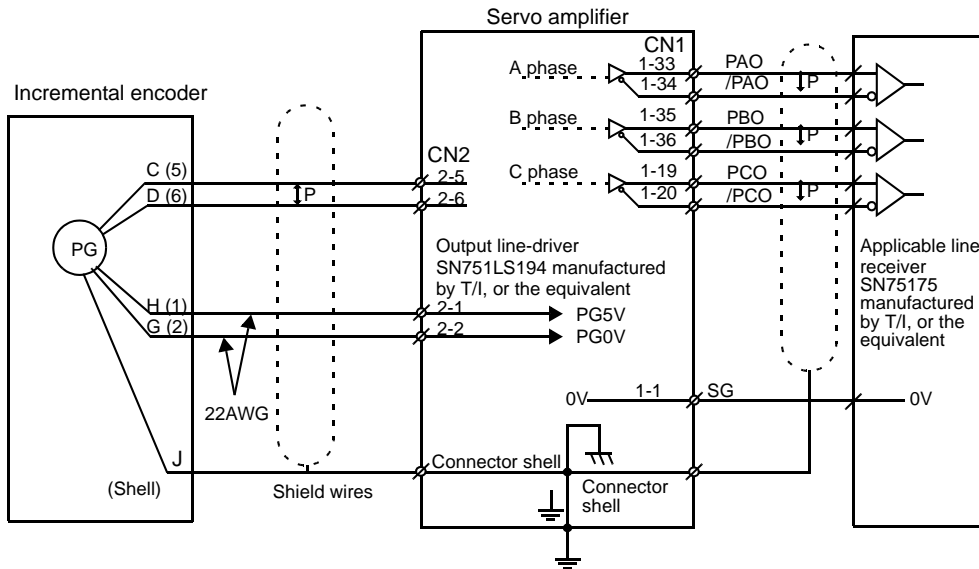 Servo amplifier
CN1
A phase
1-33
PAO
1-34
/PAO
P
Incremental encoder
B phase
1-35
PBO
1-36
/PBO
P
CN2
C phase
1-19
PCO
1-20
/PCO
P
C (5)
2-5
D (6)
P
2-6
PG
Output line-driver
SN751LS194 manufactured
by T/I, or the equivalent
Applicable line
receiver
SN75175
manufactured
by T/I, or the
equivalent
H (1)
2-1
PG5V
G (2)
2-2
PG0V
22AWG
0V
1-1
SG
0V
J
Connector shell
(Shell)
Shield wires
Connector
shell